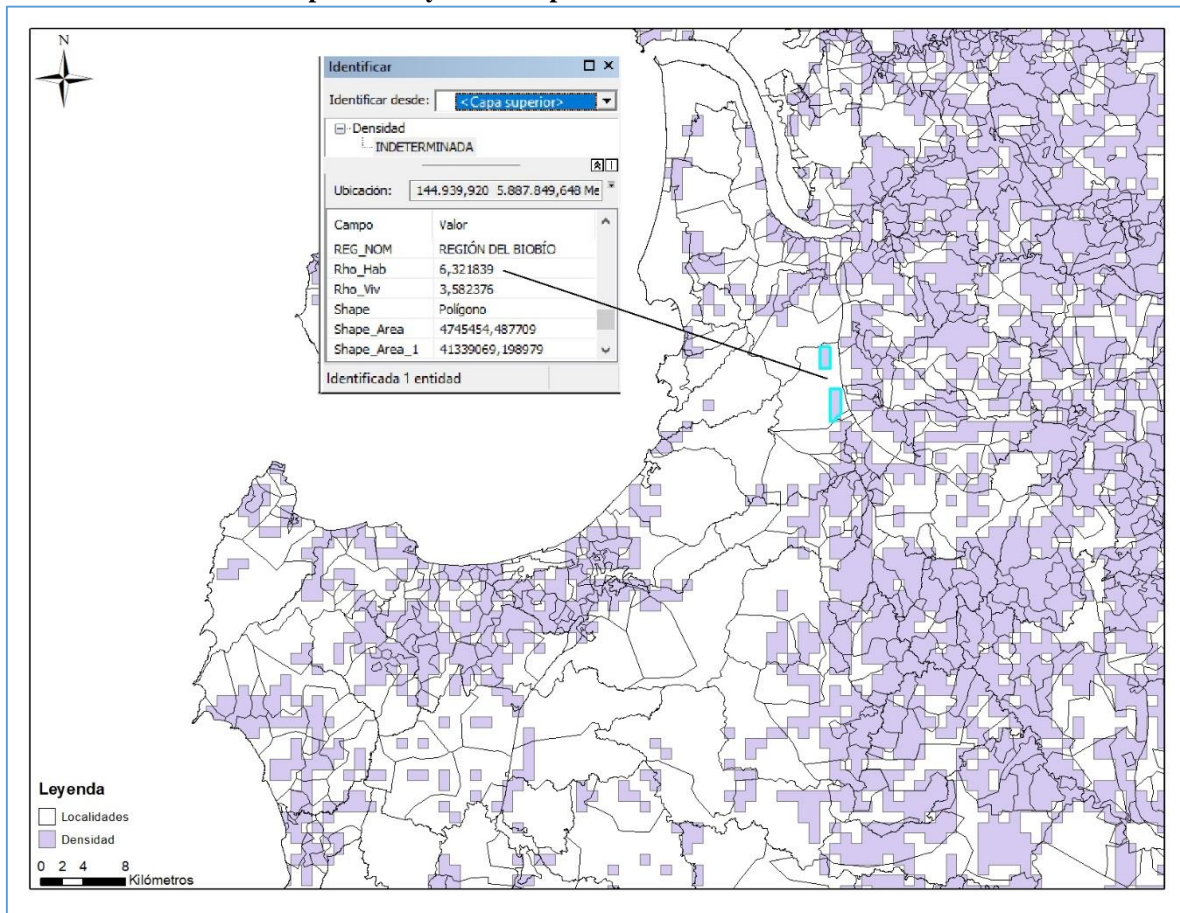 N
Identificar
Identificar desde: <Capa superior>
Densidad
INDETERMINADA
Ubicación: 144.939,920 5.887.849,648 Me
Campo Valor
REG_NOM REGIÓN DEL BIOBÍO
Rho_Hab 6,321839
Rho_Viv 3,582376
Shape Polígono
Shape_Area 4745454,487709
Shape_Area_1 41339069,198979
Identificada 1 entidad
Leyenda
Localidades
Densidad
0 2 4 8
Kilómetros